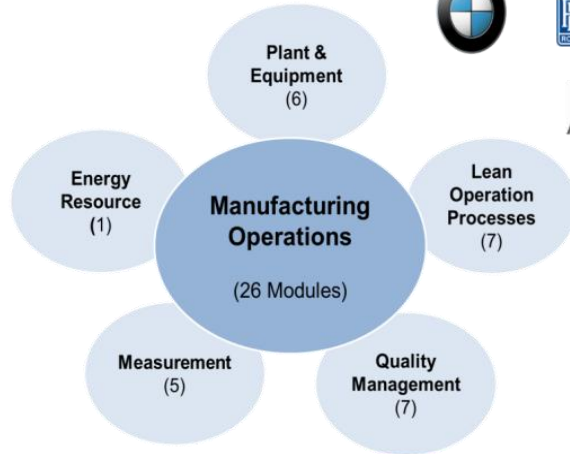 Plant &
Equipment
(6)
Energy
Resource
(1)
Lean
Operation
Processes
(7)
Manufacturing
Operations
(26 Modules)
Measurement
(5)
Quality
Management
(7)